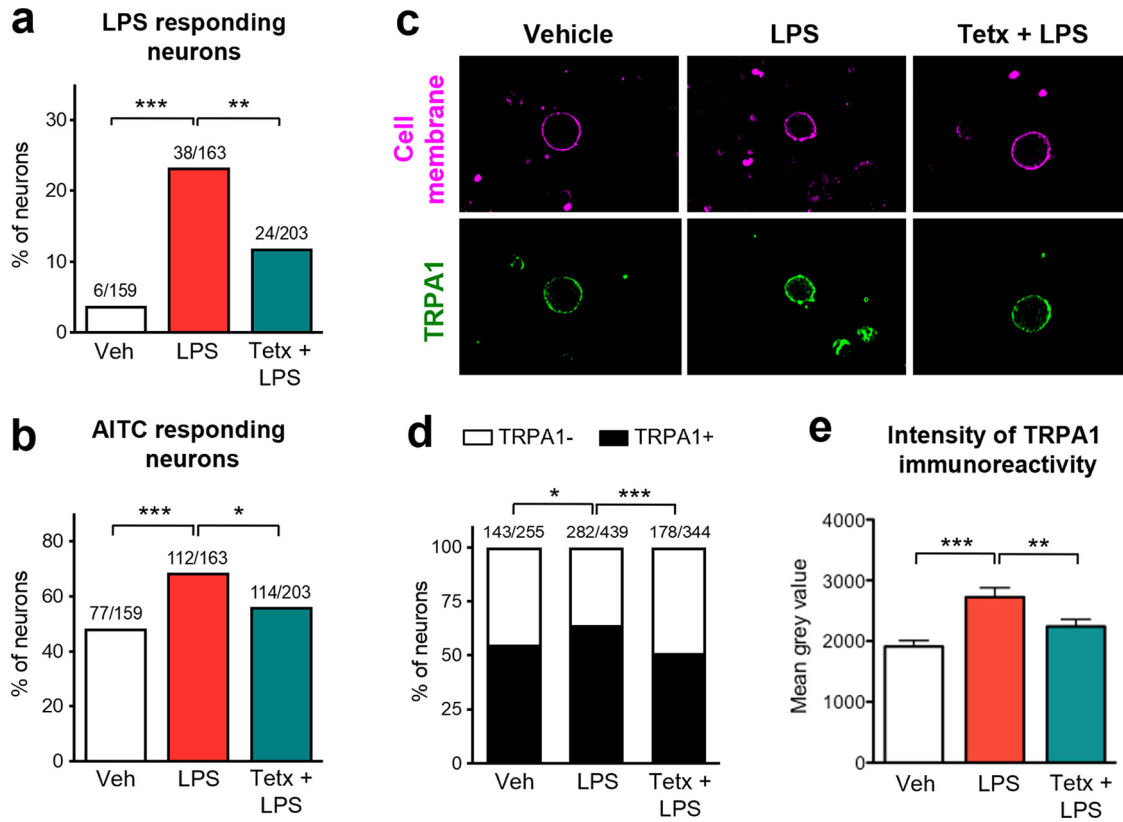 a
LPS responding
neurons
% of neurons
30
20
10
0
***
**
6/159
38/163
24/203
Veh
LPS
Tetx +
LPS
b
AITC responding
neurons
% of neurons
80
60
40
20
0
***
*
77/159
112/163
114/203
Veh
LPS
Tetx +
LPS
c
Vehicle
LPS
Tetx + LPS
Cell
membrane
TRPA1
d
TRPA1-
TRPA1+
% of neurons
100
75
50
25
0
*
***
143/255
282/439
178/344
Veh
LPS
Tetx +
LPS
e
Intensity of TRPA1
immunoreactivity
Mean grey value
4000
3000
2000
1000
0
***
**
Veh
LPS
Tetx +
LPS